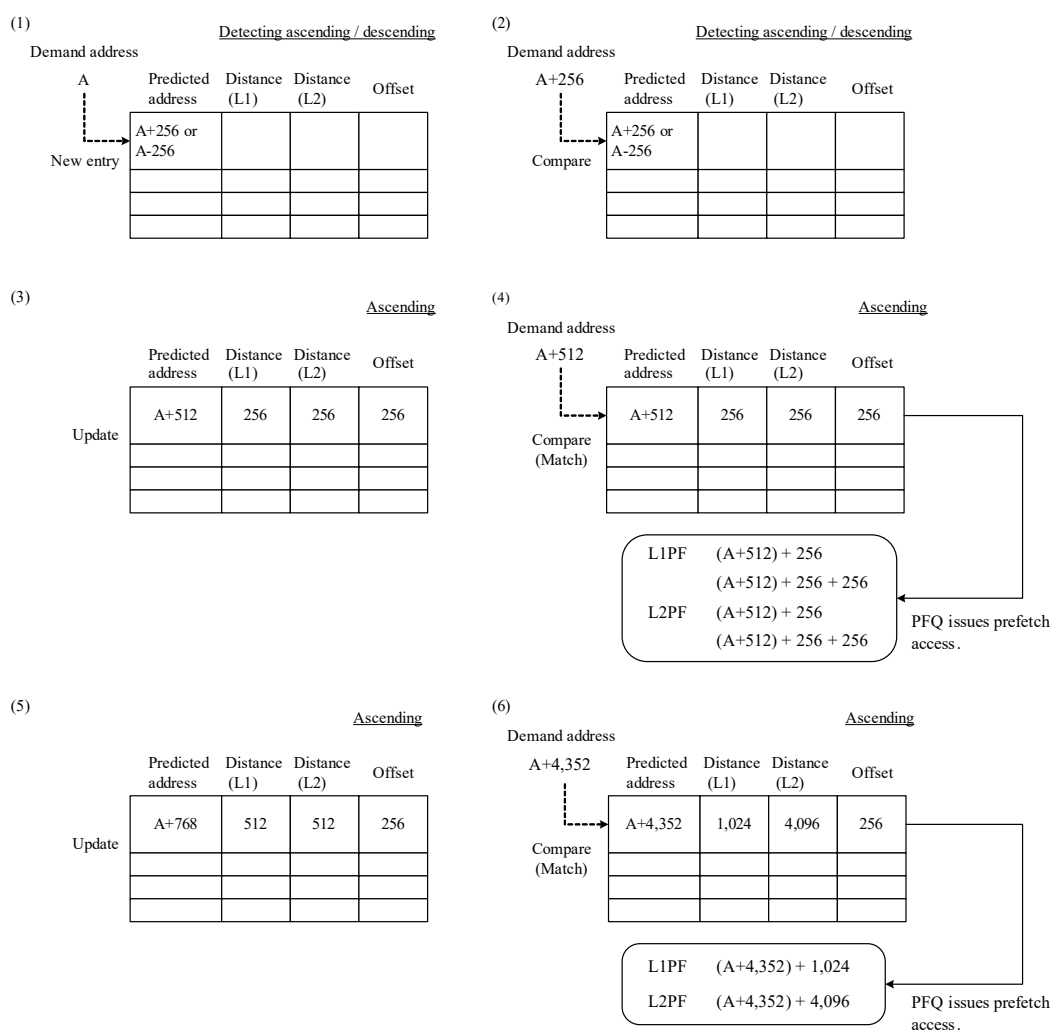 (1)
Detecting ascending / descending
Demand address
A
Predicted
address
Distance
(L1)
Distance
(L2)
Offset
A+256 or
A-256
New entry
(2)
Detecting ascending / descending
Demand address
A+256
Predicted
address
Distance
(L1)
Distance
(L2)
Offset
A+256 or
A-256
Compare
(3)
Ascending
Predicted
address
Distance
(L1)
Distance
(L2)
Offset
Update
A+512 256 256 256
(4)
Ascending
Demand address
A+512
Predicted
address
Distance
(L1)
Distance
(L2)
Offset
A+512 256 256 256
Compare
(Match)
L1PF (A+512) + 256
(A+512) + 256 + 256
L2PF (A+512) + 256
(A+512) + 256 + 256
PFQ issues prefetch
access.
(5)
Ascending
Predicted
address
Distance
(L1)
Distance
(L2)
Offset
Update
A+768 512 512 256
(6)
Ascending
Demand address
A+4,352
Predicted
address
Distance
(L1)
Distance
(L2)
Offset
A+4,352 1,024 4,096 256
Compare
(Match)
L1PF (A+4,352) + 1,024
L2PF (A+4,352) + 4,096
PFQ issues prefetch
access.